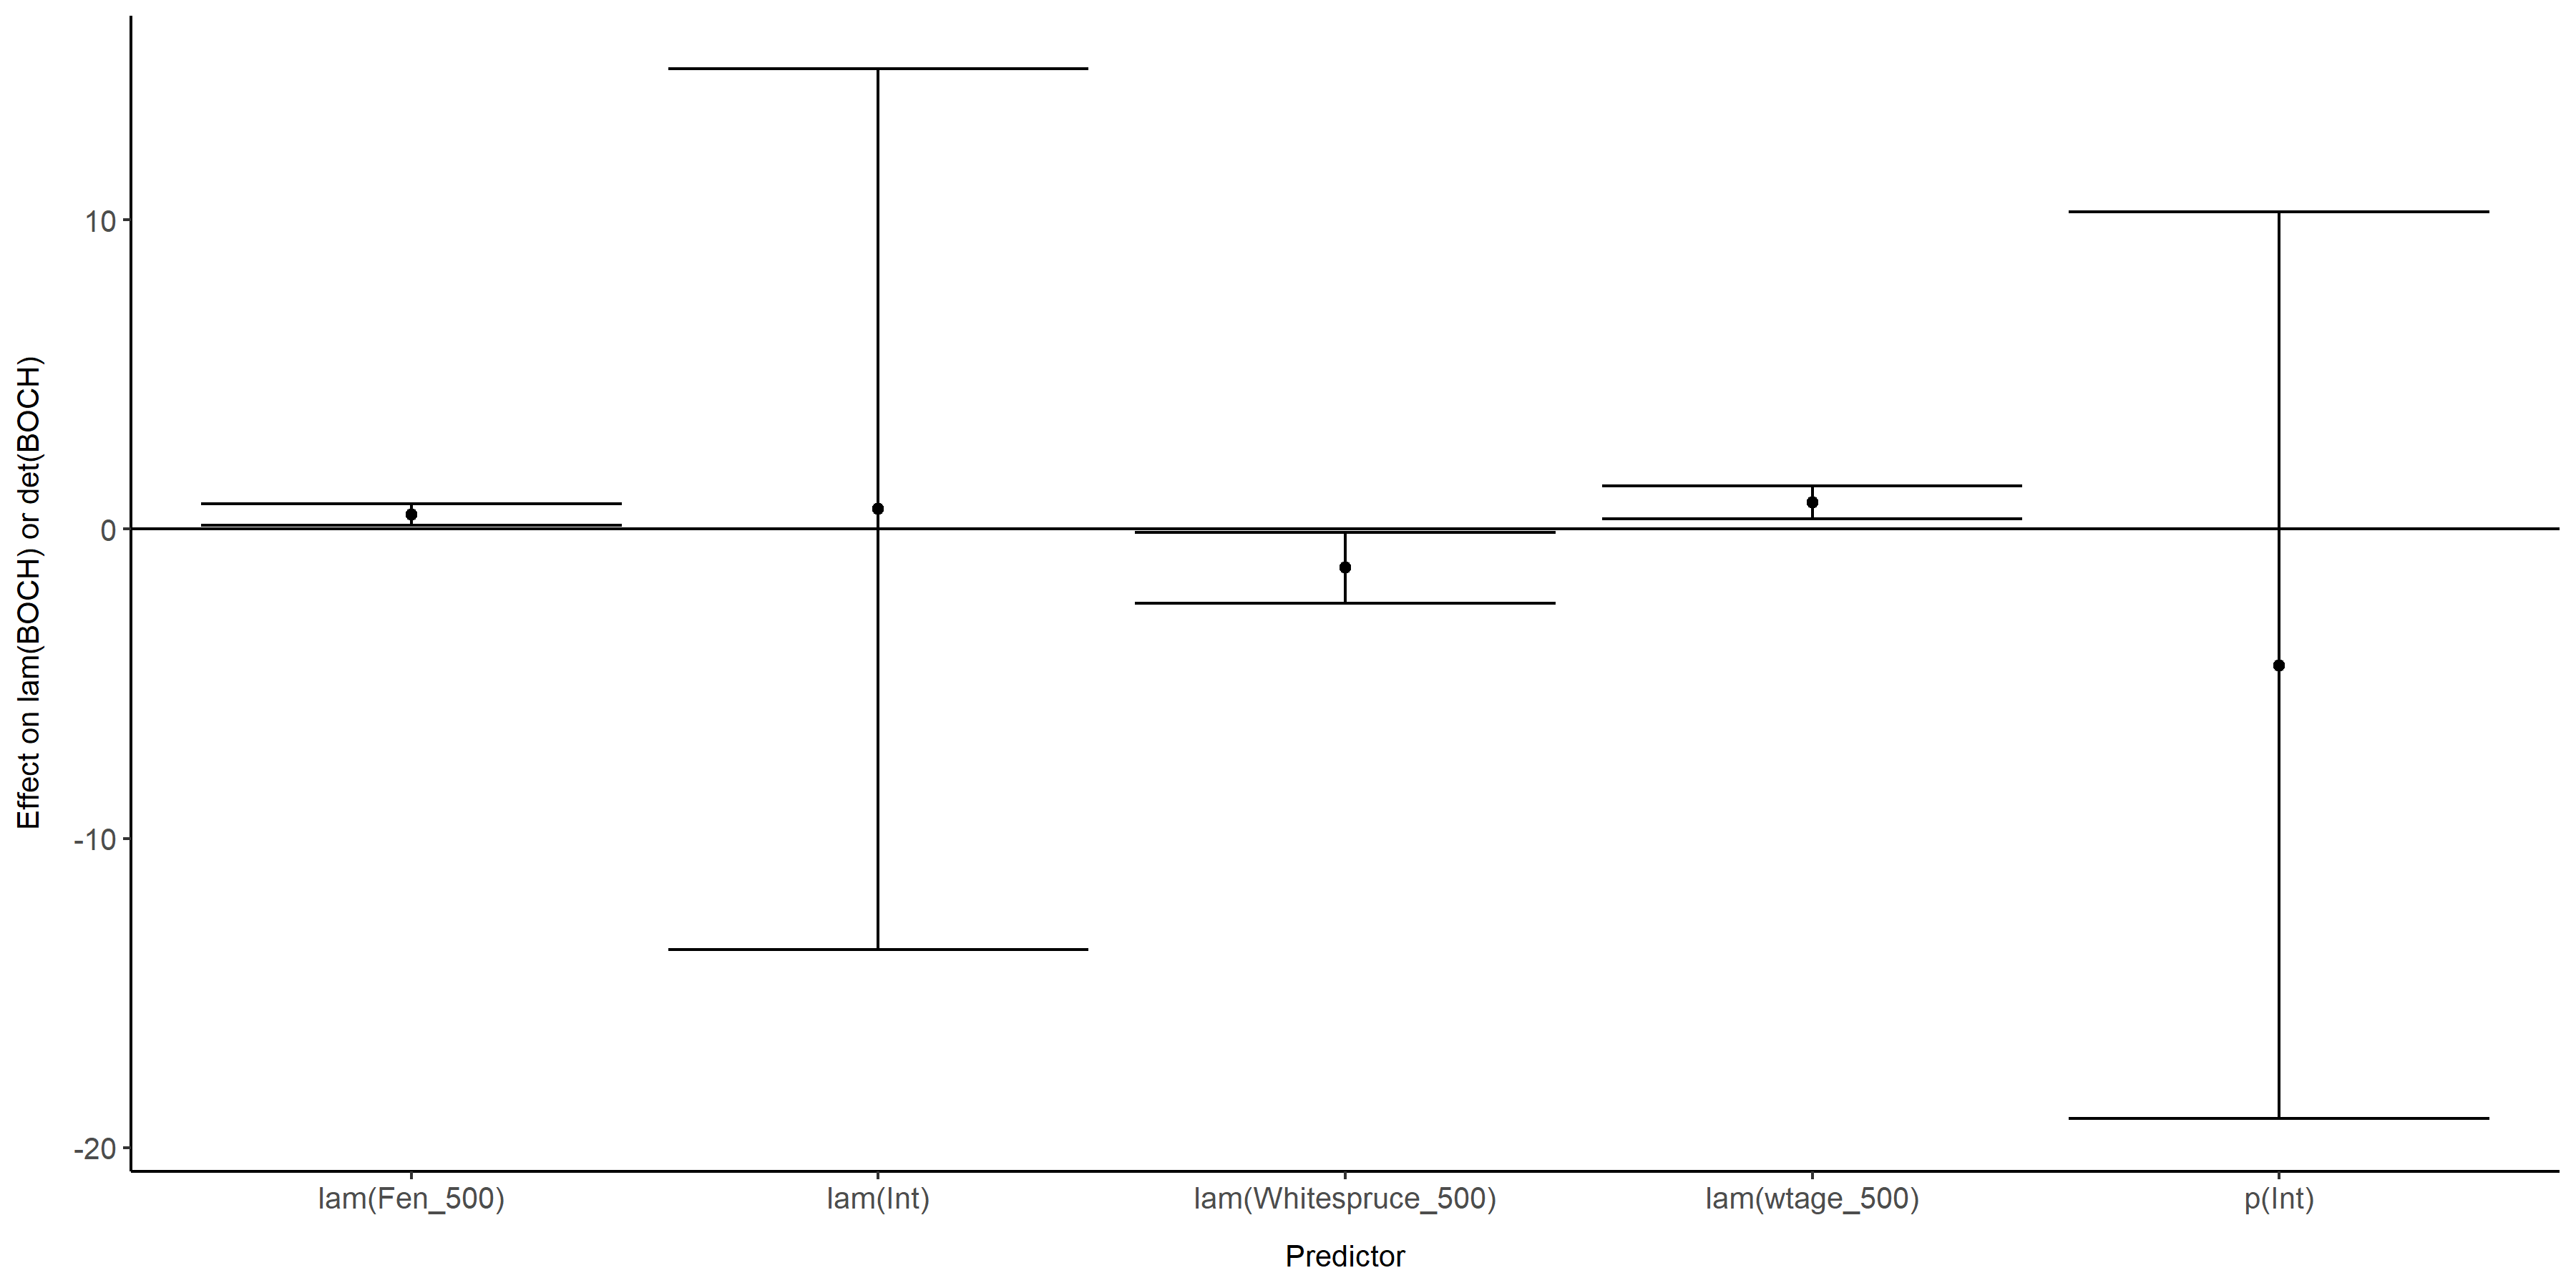 Effect on lam(BOCH) or det(BOCH)
10
0
-10
-20
lam(Fen_500)
lam(Int)
lam(Whitespruce_500)
lam(wtage_500)
p(Int)
Predictor